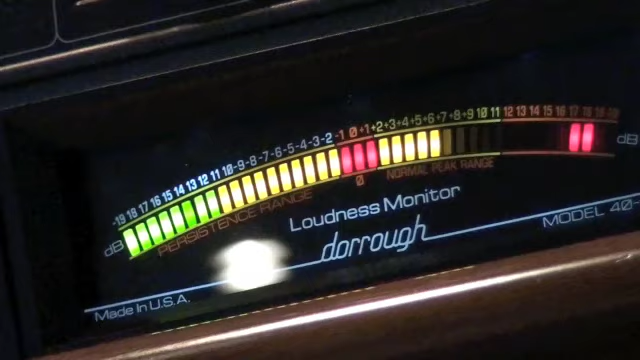 -19 18 17 16 15 14 13 12 11 10-9-8-7-6-5-4-3-2-1 0+1+2+3+4+5+6+7+8+9 10 11 12 13 14 15 16 17 18
dB PERSISTENCE RANGE 0 NORMAL PEAK RANGE dB
Loudness Monitor
dorrough
MODEL 40-
Made In U.S.A.